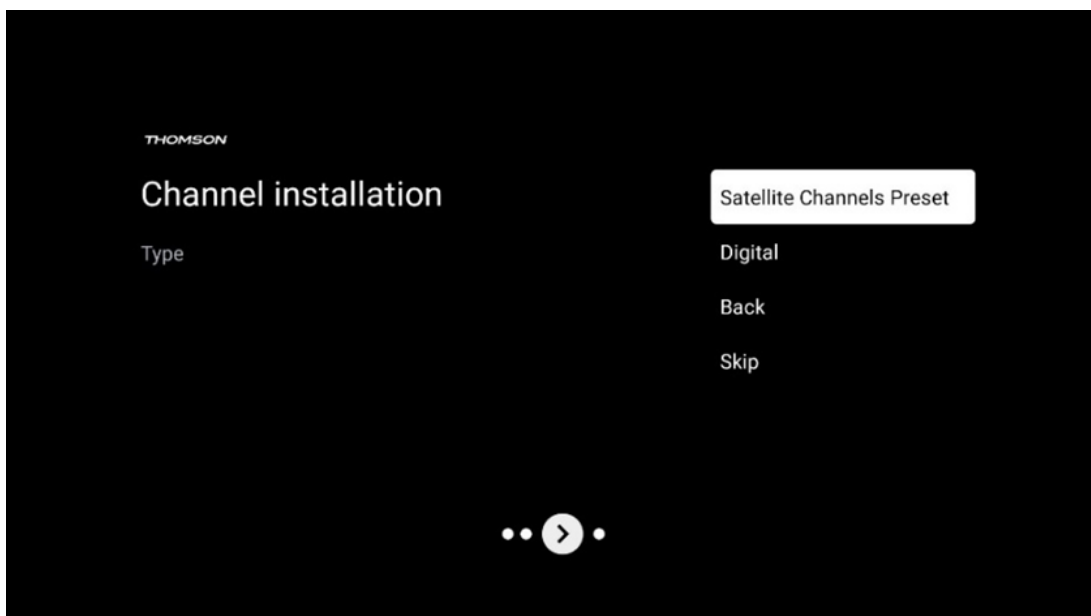 THOMSON
Channel installation
Type
Satellite Channels Preset
Digital
Back
Skip